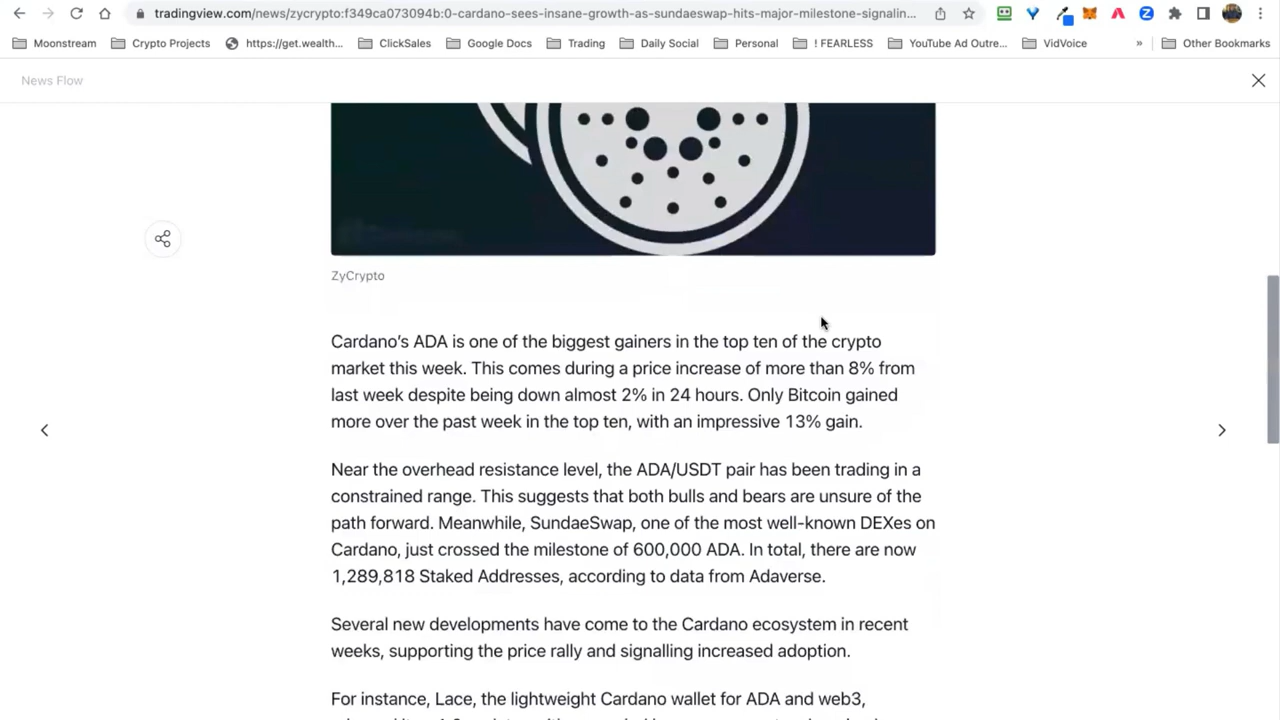 tradingview.com/news/zycrypto:f349ca073094b:0-cardano-sees-insane-growth-as-sundaeswap-hits-major-milestone-signalin...
Moonstream Crypto Projects https://get.wealth... ClickSales Google Docs Trading Daily Social Personal ! FEARLESS YouTube Ad Outre... VidVoice » Other Bookmarks
News Flow
ZyCrypto
Cardano’s ADA is one of the biggest gainers in the top ten of the crypto
market this week. This comes during a price increase of more than 8% from
last week despite being down almost 2% in 24 hours. Only Bitcoin gained
more over the past week in the top ten, with an impressive 13% gain.
Near the overhead resistance level, the ADA/USDT pair has been trading in a
constrained range. This suggests that both bulls and bears are unsure of the
path forward. Meanwhile, SundaeSwap, one of the most well-known DEXes on
Cardano, just crossed the milestone of 600,000 ADA. In total, there are now
1,289,818 Staked Addresses, according to data from Adaverse.
Several new developments have come to the Cardano ecosystem in recent
weeks, supporting the price rally and signalling increased adoption.
For instance, Lace, the lightweight Cardano wallet for ADA and web3,